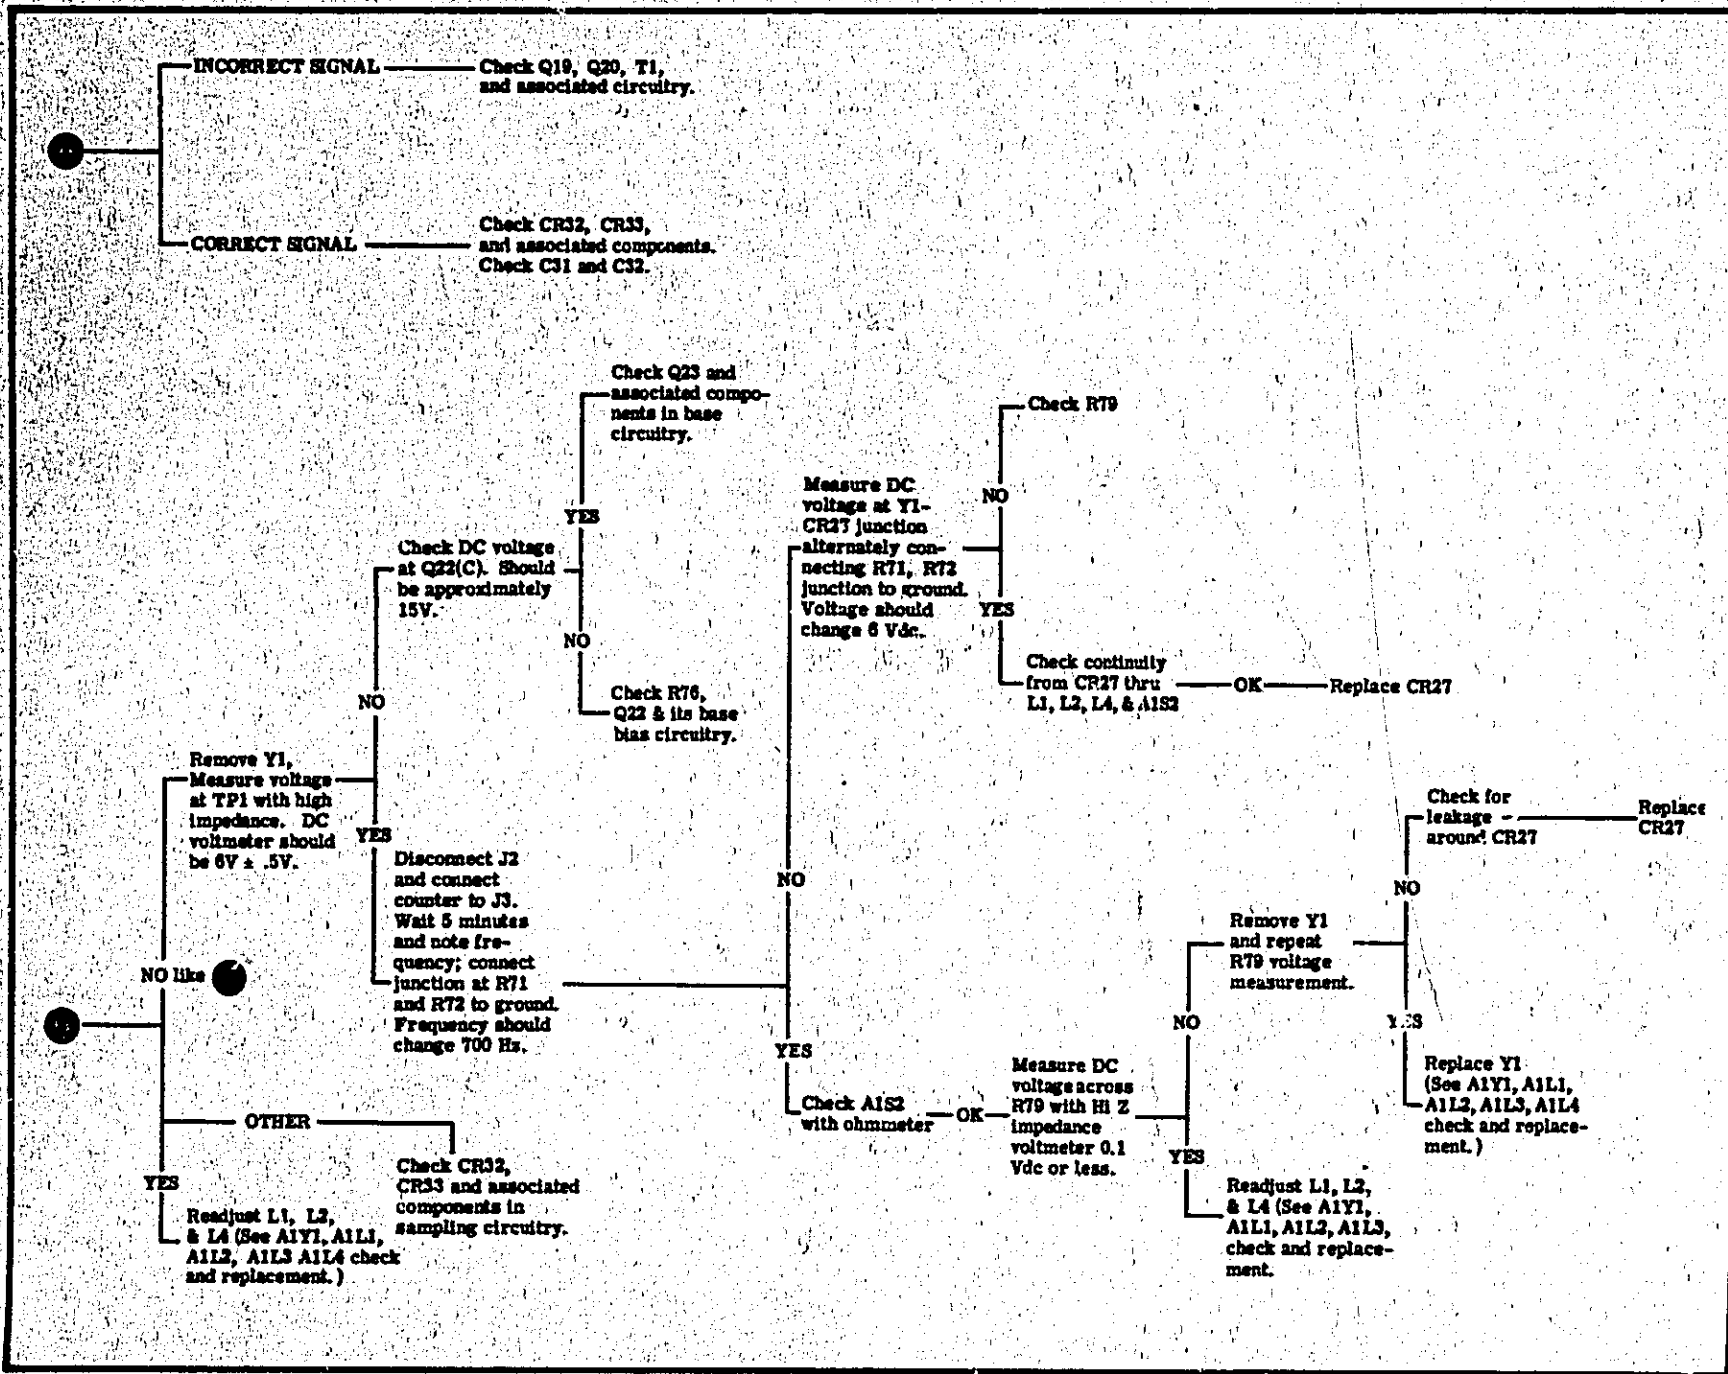 INCORRECT SIGNAL
Check Q19, Q20, T1,
and associated circuitry.
CORRECT SIGNAL
Check CR32, CR33,
and associated components.
Check C31 and C32.
Check Q23 and
associated compo-
nents in base
circuitry.
YES
Check DC voltage
at Q22(C). Should
be approximately
15V.
NO
Check R76,
Q22 & its base
bias circuitry.
NO
Remove Y1,
Measure voltage
at TP1 with high
impedance. DC
voltmeter should
be 6V ± .5V.
YES
Disconnect J2
and connect
counter to J3.
Wait 5 minutes
and note fre-
quency; connect
junction at R71
and R72 to ground.
Frequency should
change 700 Hz.
NO like
OTHER
Check CR32,
CR33 and associated
components in
sampling circuitry.
YES
Readjust L1, L2,
& L4 (See A1Y1, A1L1,
A1L2, A1L3 A1L4 check
and replacement.)
Measure DC
voltage at Y1-
CR27 junction
alternately con-
necting R71, R72
junction to ground.
Voltage should
change 6 Vdc.
NO
Check R79
YES
Check continuity
from CR27 thru
L1, L2, L4, & A1S2
OK
Replace CR27
NO
YES
Check A1S2
with ohmmeter
OK
Measure DC
voltage across
R79 with Hi Z
impedance
voltmeter 0.1
Vdc or less.
NO
Remove Y1
and repeat
R79 voltage
measurement.
NO
Check for
leakage
around CR27
Replace
CR27
YES
Replace Y1
(See A1Y1, A1L1,
A1L2, A1L3, A1L4
check and replace-
ment.)
YES
Readjust L1, L2,
& L4 (See A1Y1,
A1L1, A1L2, A1L3,
check and replace-
ment.